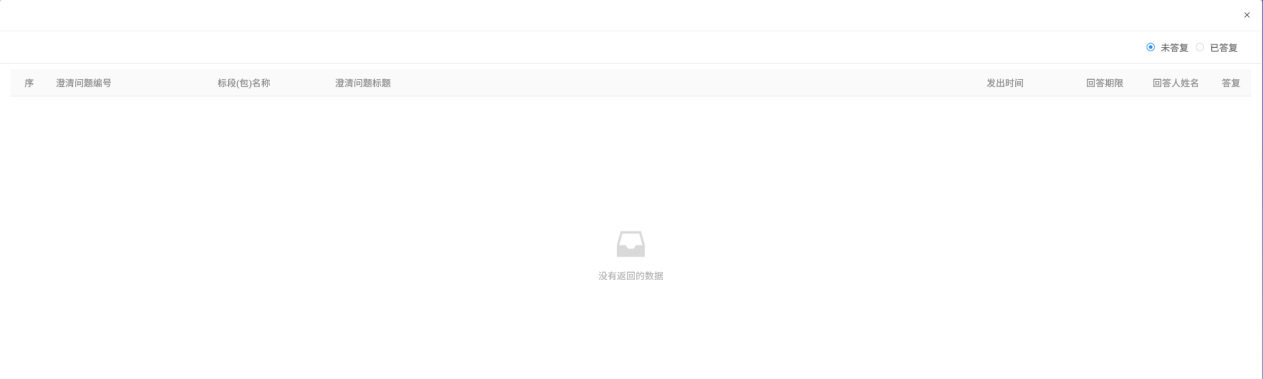 ×
未答复 已答复
序 澄清问题编号 标段(包)名称 澄清问题标题 发出时间 回答期限 回答人姓名 答复
没有返回的数据